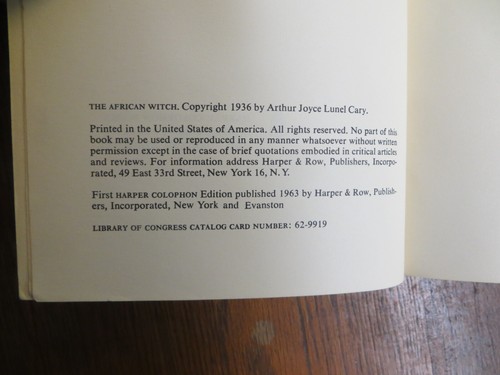 THE AFRICAN WITCH. Copyright 1936 by Arthur Joyce Lunel Cary.
Printed in the United States of America. All rights reserved. No part of this
book may be used or reproduced in any manner whatsoever without written
permission except in the case of brief quotations embodied in critical articles
and reviews. For information address Harper & Row, Publishers, Incorpo-
rated, 49 East 33rd Street, New York 16, N. Y.
First HARPER COLOPHON Edition published 1963 by Harper & Row, Publish-
ers, Incorporated, New York and Evanston
LIBRARY OF CONGRESS CATALOG CARD NUMBER: 62-9919